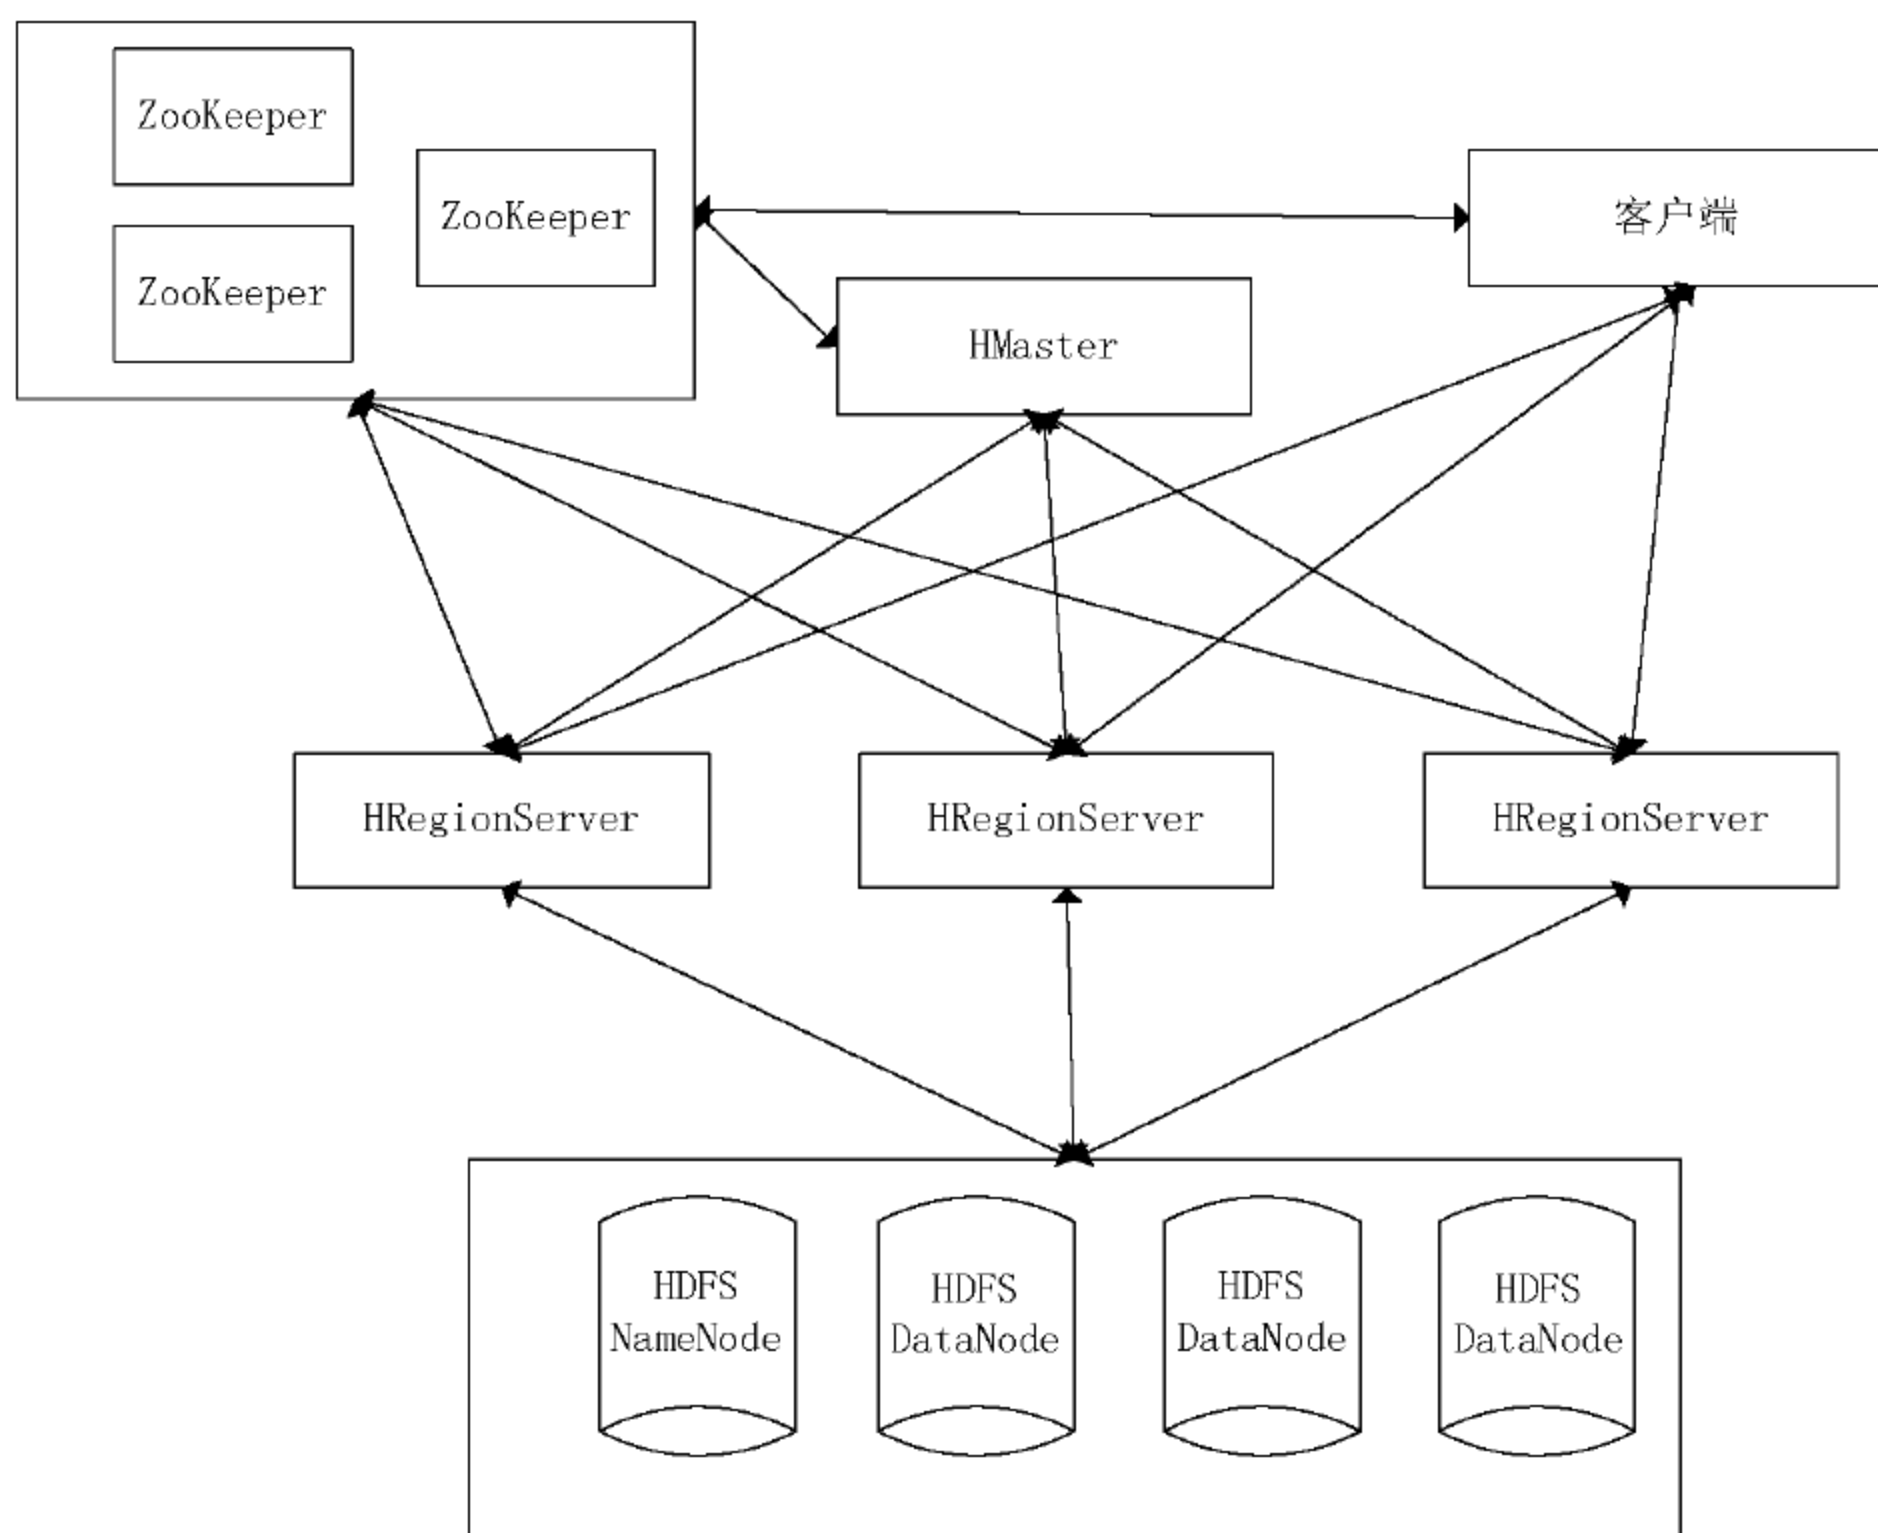 ZooKeeper
ZooKeeper
ZooKeeper
客户端
HMaster
HRegionServer
HRegionServer
HRegionServer
HDFS
NameNode
HDFS
DataNode
HDFS
DataNode
HDFS
DataNode